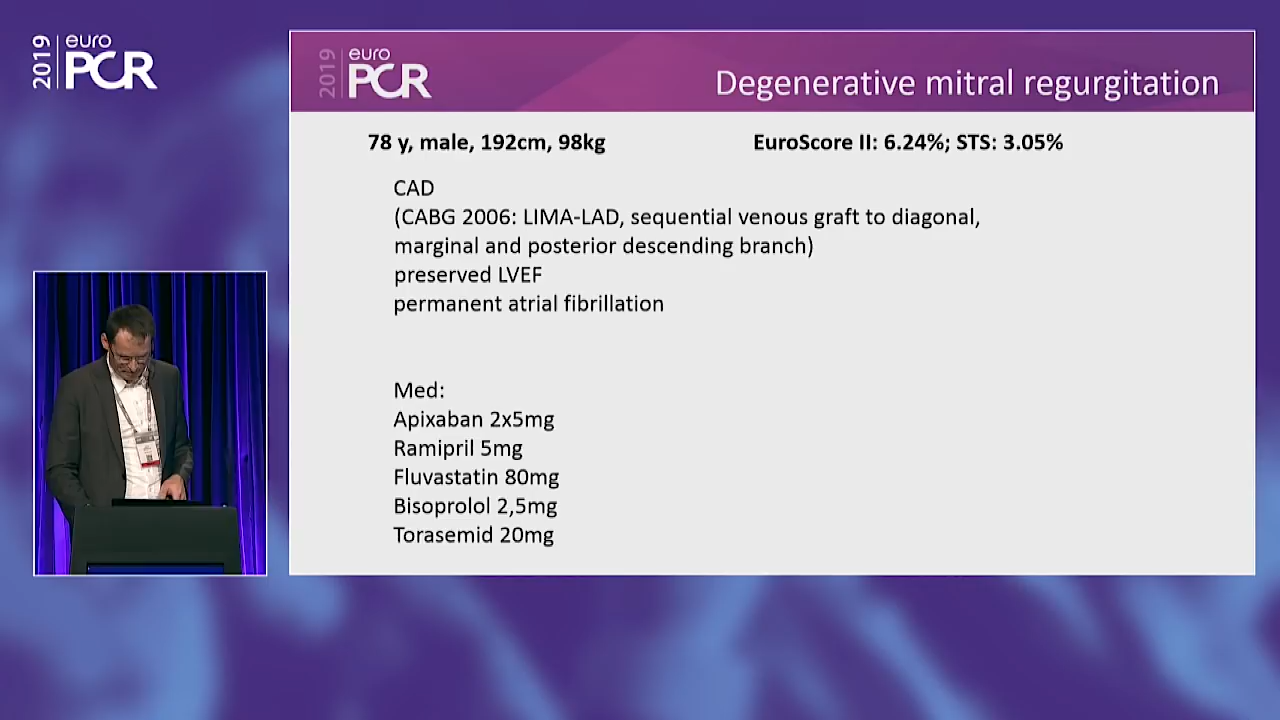 2019
euro
PCR
2019
euro
PCR
Degenerative mitral regurgitation
78 y, male, 192cm, 98kg
EuroScore II: 6.24%; STS: 3.05%
CAD
(CABG 2006: LIMA-LAD, sequential venous graft to diagonal,
marginal and posterior descending branch)
preserved LVEF
permanent atrial fibrillation
Med:
Apixaban 2x5mg
Ramipril 5mg
Fluvastatin 80mg
Bisoprolol 2,5mg
Torasemid 20mg